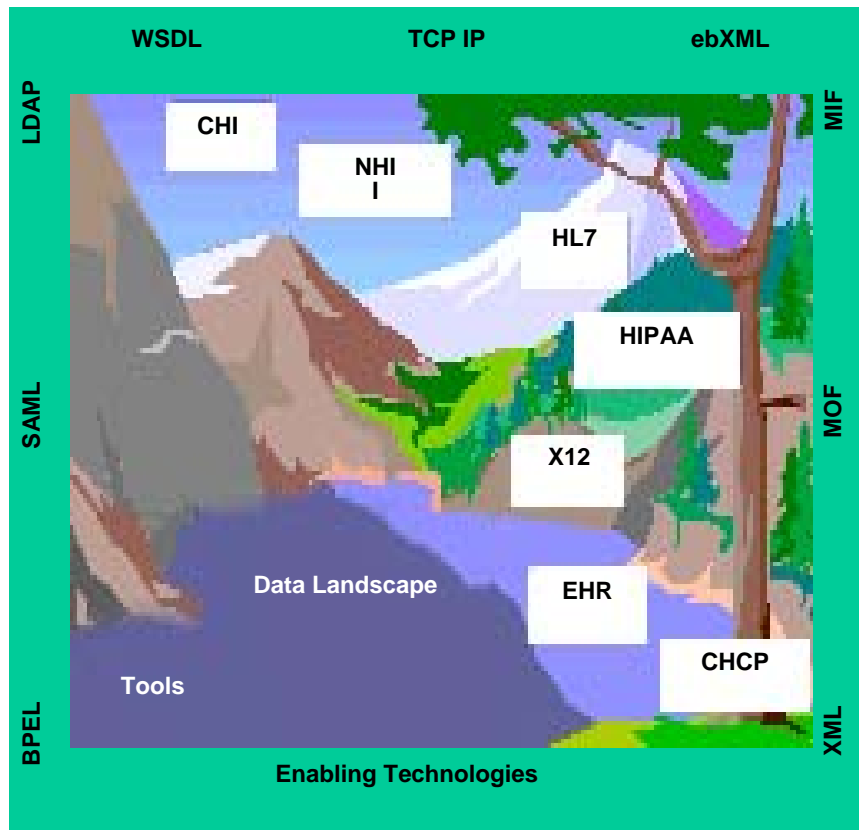 WSDL TCP IP ebXML
LDAP
MIF
CHI
NHI
I
HL7
HIPAA
SAML
MOF
X12
Data Landscape
EHR
CHCP
Tools
BPEL
XML
Enabling Technologies